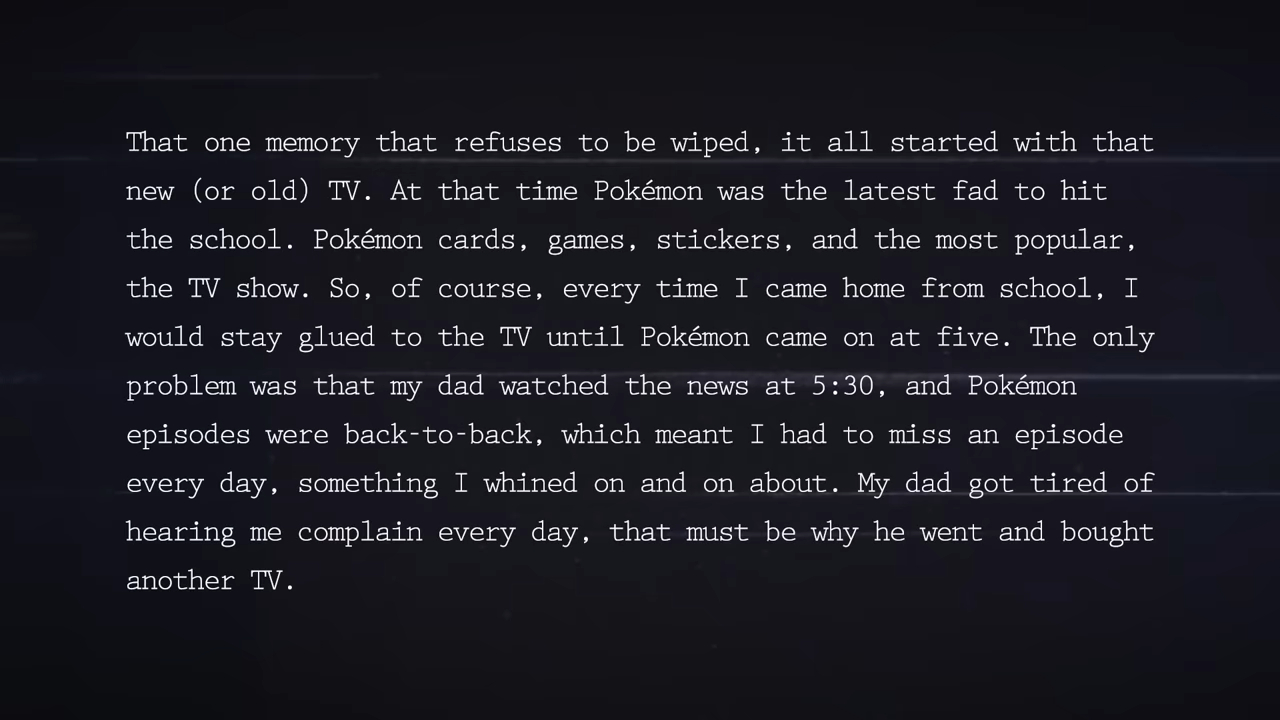 That one memory that refuses to be wiped, it all started with that
new (or old) TV. At that time Pokémon was the latest fad to hit
the school. Pokémon cards, games, stickers, and the most popular,
the TV show. So, of course, every time I came home from school, I
would stay glued to the TV until Pokémon came on at five. The only
problem was that my dad watched the news at 5:30, and Pokémon
episodes were back-to-back, which meant I had to miss an episode
every day, something I whined on and on about. My dad got tired of
hearing me complain every day, that must be why he went and bought
another TV.